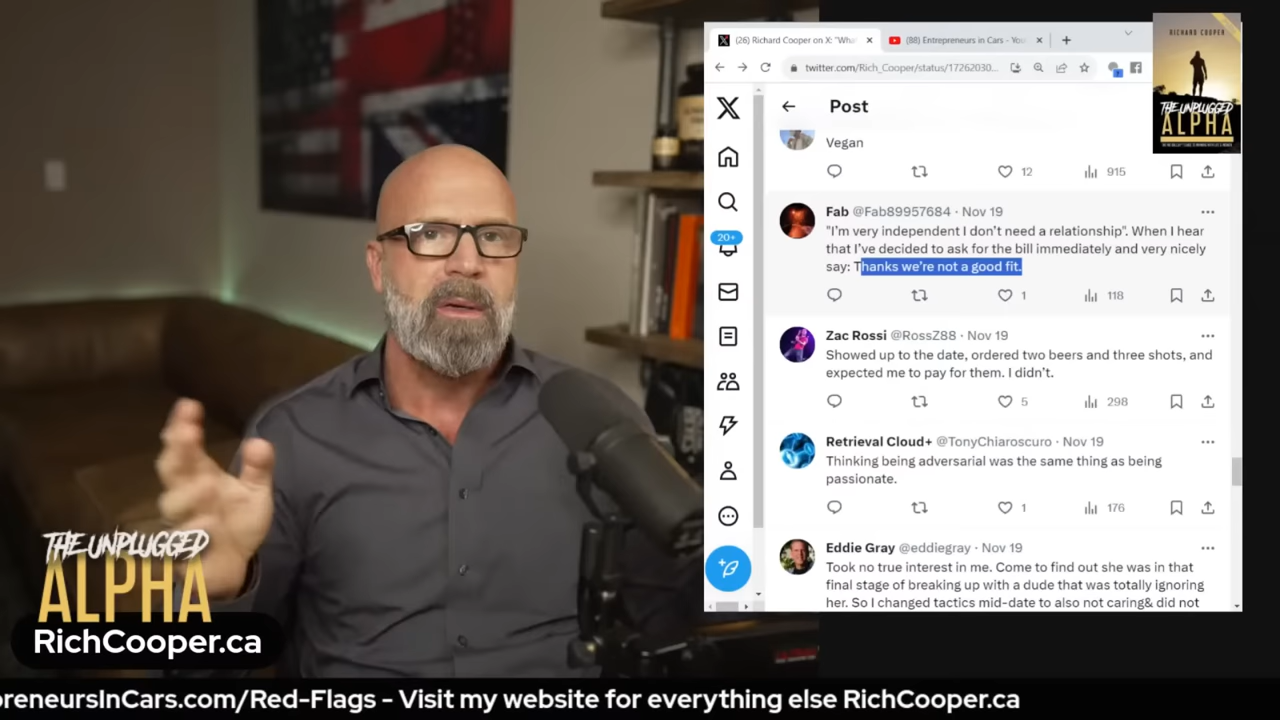 (26) Richard Cooper on X: "Wha
(88) Entrepreneurs in Cars - You
twitter.com/Rich_Cooper/status/17262030...
RICHARD COOPER
THE UNPLUGGED
ALPHA
Post
Vegan
12
915
Fab @Fab89957684 · Nov 19
"I'm very independent I don't need a relationship". When I hear
that I've decided to ask for the bill immediately and very nicely
say: Thanks we're not a good fit.
1
118
20+
Zac Rossi @RossZ88 · Nov 19
Showed up to the date, ordered two beers and three shots, and
expected me to pay for them. I didn't.
5
298
Retrieval Cloud+ @TonyChiaroscuro · Nov 19
Thinking being adversarial was the same thing as being
passionate.
1
176
Eddie Gray @eddiegray · Nov 19
Took no true interest in me. Come to find out she was in that
final stage of breaking up with a dude that was totally ignoring
her. So I changed tactics mid-date to also not caring& did not
THE UNPLUGGED
ALPHA
RichCooper.ca
preneursInCars.com/Red-Flags - Visit my website for everything else RichCooper.ca